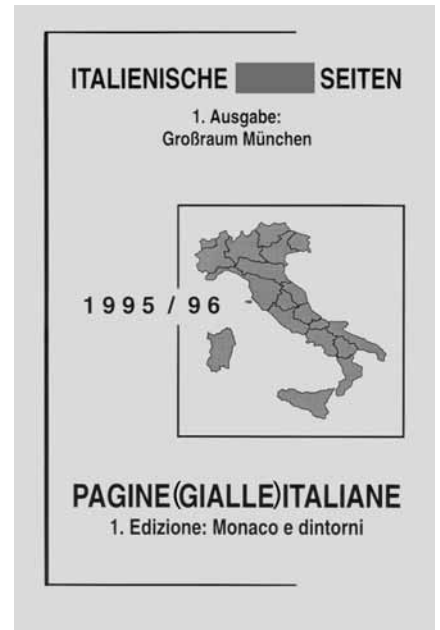 ITALIENISCHE SEITEN
1. Ausgabe:
Großraum München
1995 / 96
PAGINE(GIALLE)ITALIANE
1. Edizione: Monaco e dintorni